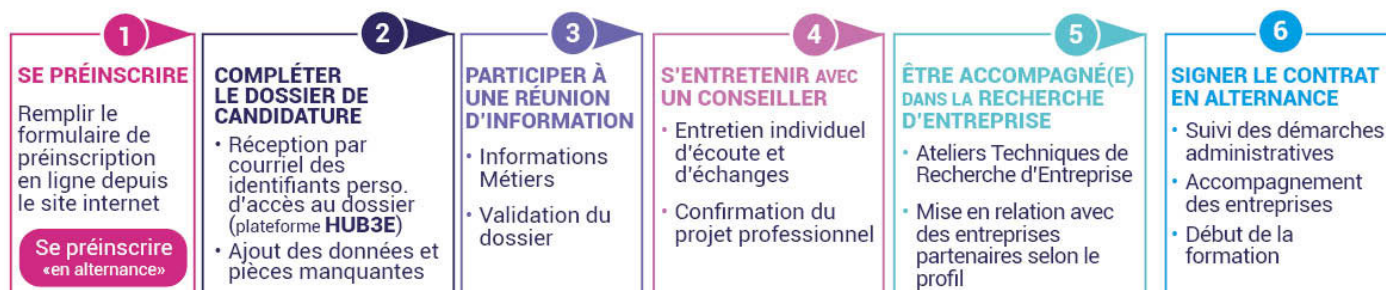 1
SE PRÉINSCRIRE
Remplir le
formulaire de
préinscription
en ligne depuis
le site internet
Se préinscrire
«en alternance»
2
COMPLÉTER
LE DOSSIER DE
CANDIDATURE
• Réception par
courriel des
identifiants perso.
d'accès au dossier
(plateforme HUB3E)
• Ajout des données et
pièces manquantes
3
PARTICIPER À
UNE RÉUNION
D'INFORMATION
• Informations
Métiers
• Validation du
dossier
4
S'ENTRETENIR AVEC
UN CONSEILLER
• Entretien individuel
d'écoute et
d'échanges
• Confirmation du
projet professionnel
5
ÊTRE ACCOMPAGNÉ(E)
DANS LA RECHERCHE
D'ENTREPRISE
• Ateliers Techniques de
Recherche d'Entreprise
• Mise en relation avec
des entreprises
partenaires selon le
profil
6
SIGNER LE CONTRAT
EN ALTERNANCE
• Suivi des démarches
administratives
• Accompagnement
des entreprises
• Début de la
formation